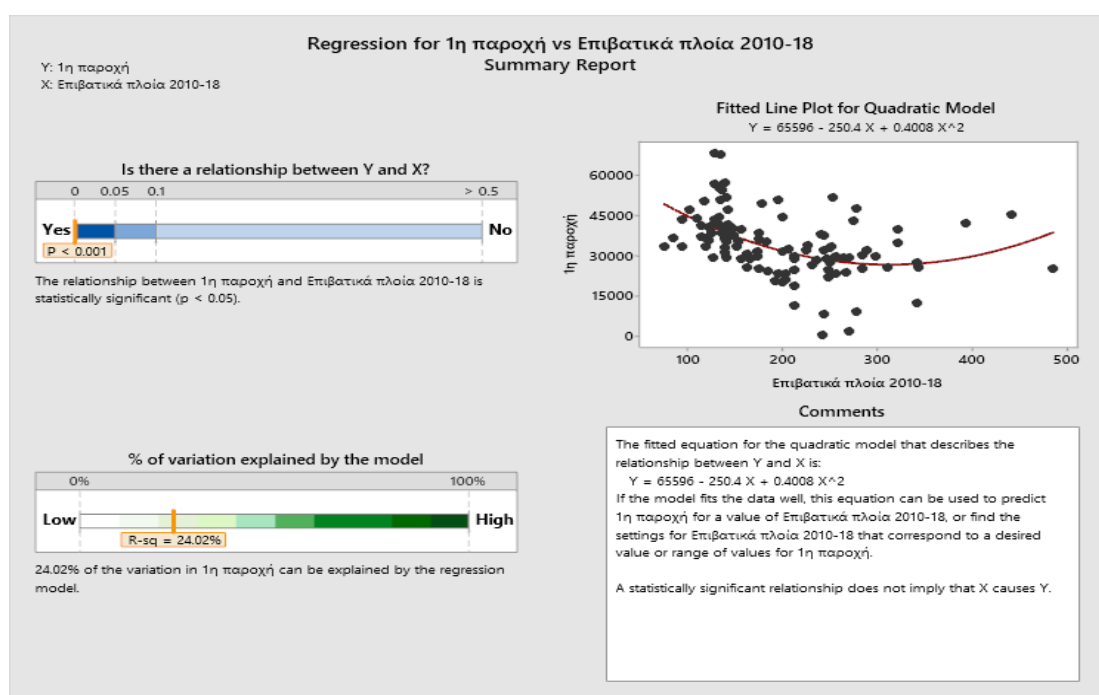 Regression for 1η παροχή vs Επιβατικά πλοία 2010-18
Summary Report
Y: 1η παροχή
X: Επιβατικά πλοία 2010-18
Is there a relationship between Y and X?
0 0.05 0.1 > 0.5
Yes No
P < 0.001
The relationship between 1η παροχή and Επιβατικά πλοία 2010-18 is
statistically significant (p < 0.05).
% of variation explained by the model
0% 100%
Low High
R-sq = 24.02%
24.02% of the variation in 1η παροχή can be explained by the regression
model.
Fitted Line Plot for Quadratic Model
Y = 65596 - 250.4 X + 0.4008 X^2
60000
45000
30000
15000
0
1η παροχή
100 200 300 400 500
Επιβατικά πλοία 2010-18
Comments
The fitted equation for the quadratic model that describes the
relationship between Y and X is:
Y = 65596 - 250.4 X + 0.4008 X^2
If the model fits the data well, this equation can be used to predict
1η παροχή for a value of Επιβατικά πλοία 2010-18, or find the
settings for Επιβατικά πλοία 2010-18 that correspond to a desired
value or range of values for 1η παροχή.
A statistically significant relationship does not imply that X causes Y.